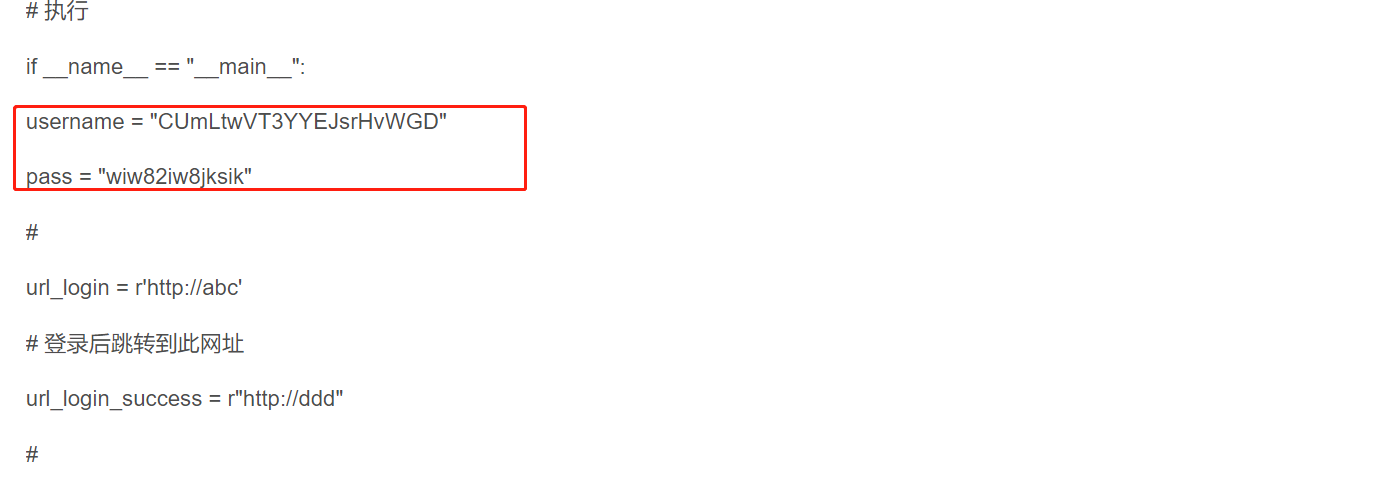 # 执行
if __name__ == "__main__":
username = "CUmLtwVT3YYEJsrHvWGD"
pass = "wiw82iw8jksik"
#
url_login = r'http://abc'
# 登录后跳转到此网址
url_login_success = r"http://ddd"
#